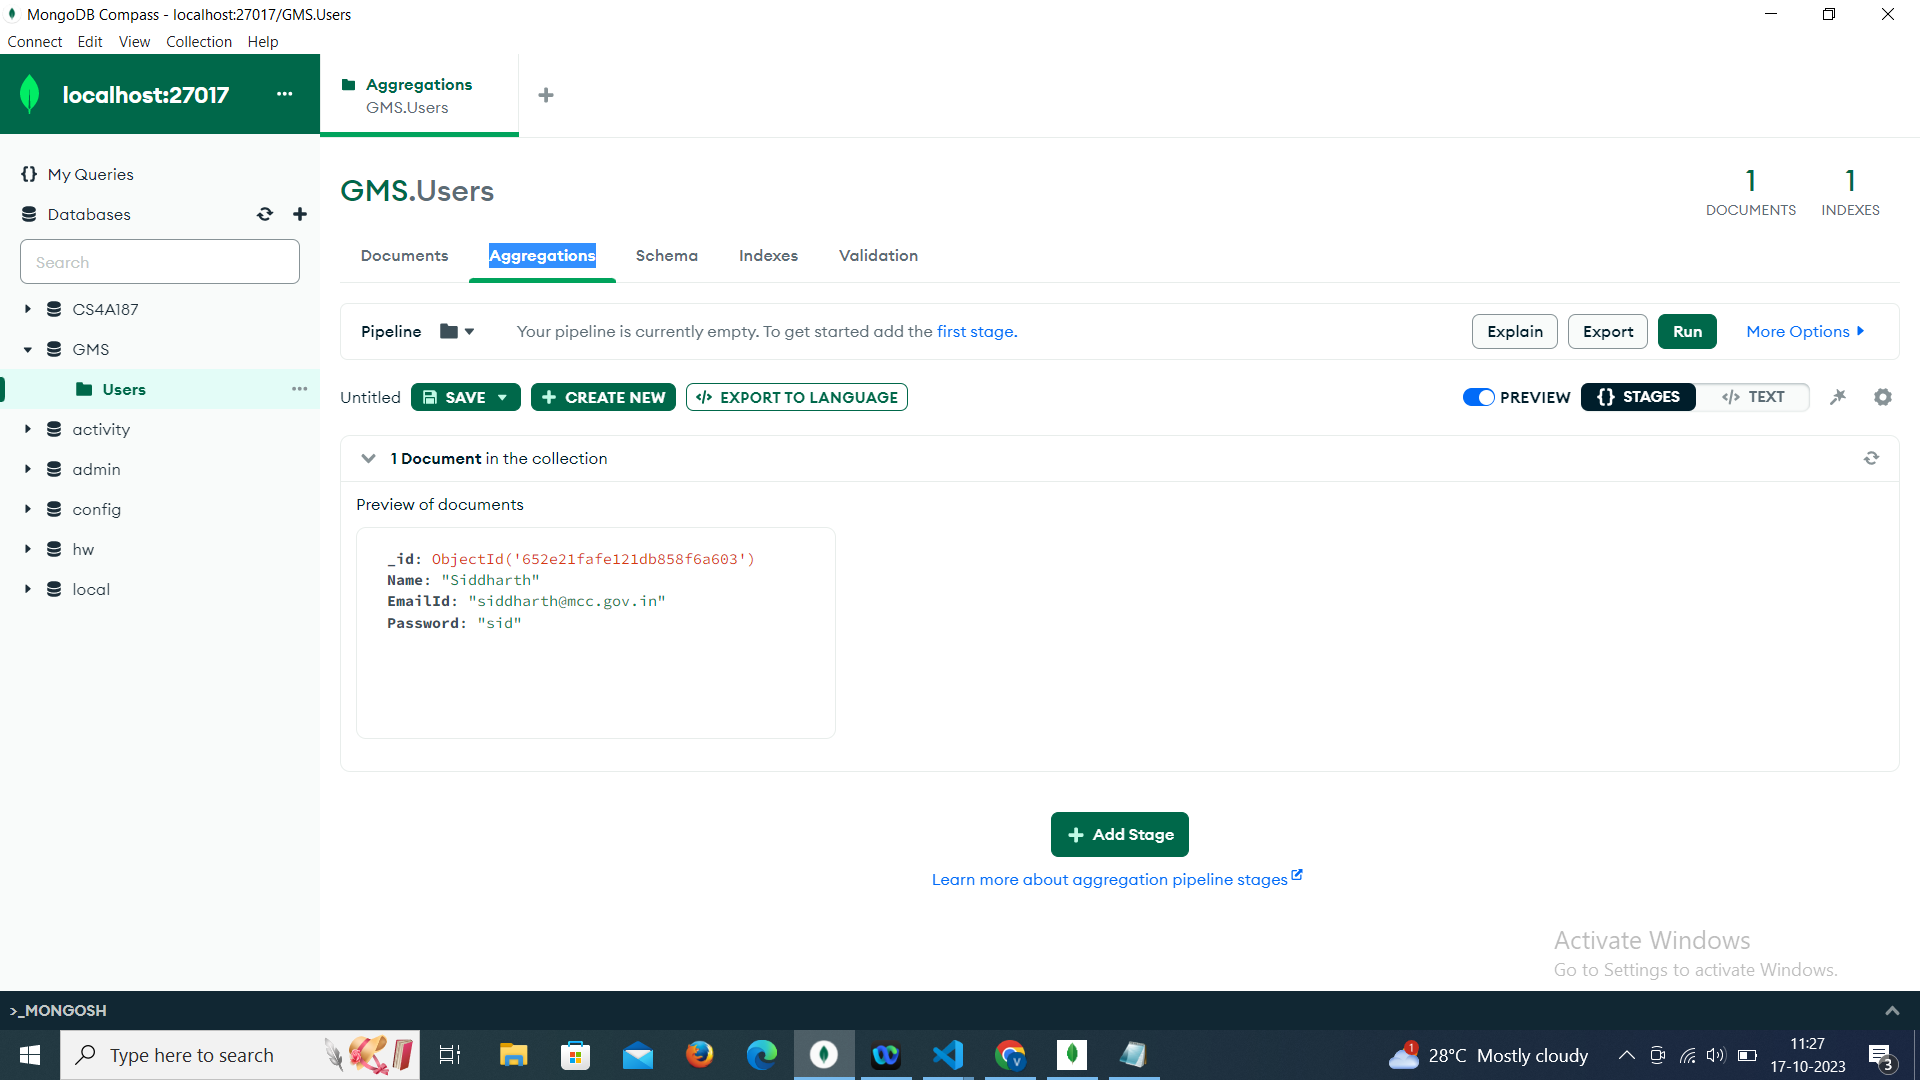 MongoDB Compass - localhost:27017/GMS.Users
Connect Edit View Collection Help
localhost:27017
Aggregations
GMS.Users
My Queries
Databases
Search
CS4A187
GMS
Users
activity
admin
config
hw
local
GMS.Users
1
DOCUMENTS
1
INDEXES
Documents Aggregations Schema Indexes Validation
Pipeline Your pipeline is currently empty. To get started add the first stage. Explain Export Run More Options
Untitled SAVE CREATE NEW </> EXPORT TO LANGUAGE PREVIEW {} STAGES </> TEXT
1 Document in the collection
Preview of documents
_id: ObjectId('652e21fafe121db858f6a603')
Name: "Siddharth"
EmailId: "siddharth@mcc.gov.in"
Password: "sid"
+ Add Stage
Learn more about aggregation pipeline stages
Activate Windows
Go to Settings to activate Windows.
>_MONGOSH
Type here to search
1
28°C Mostly cloudy
11:27
17-10-2023
3